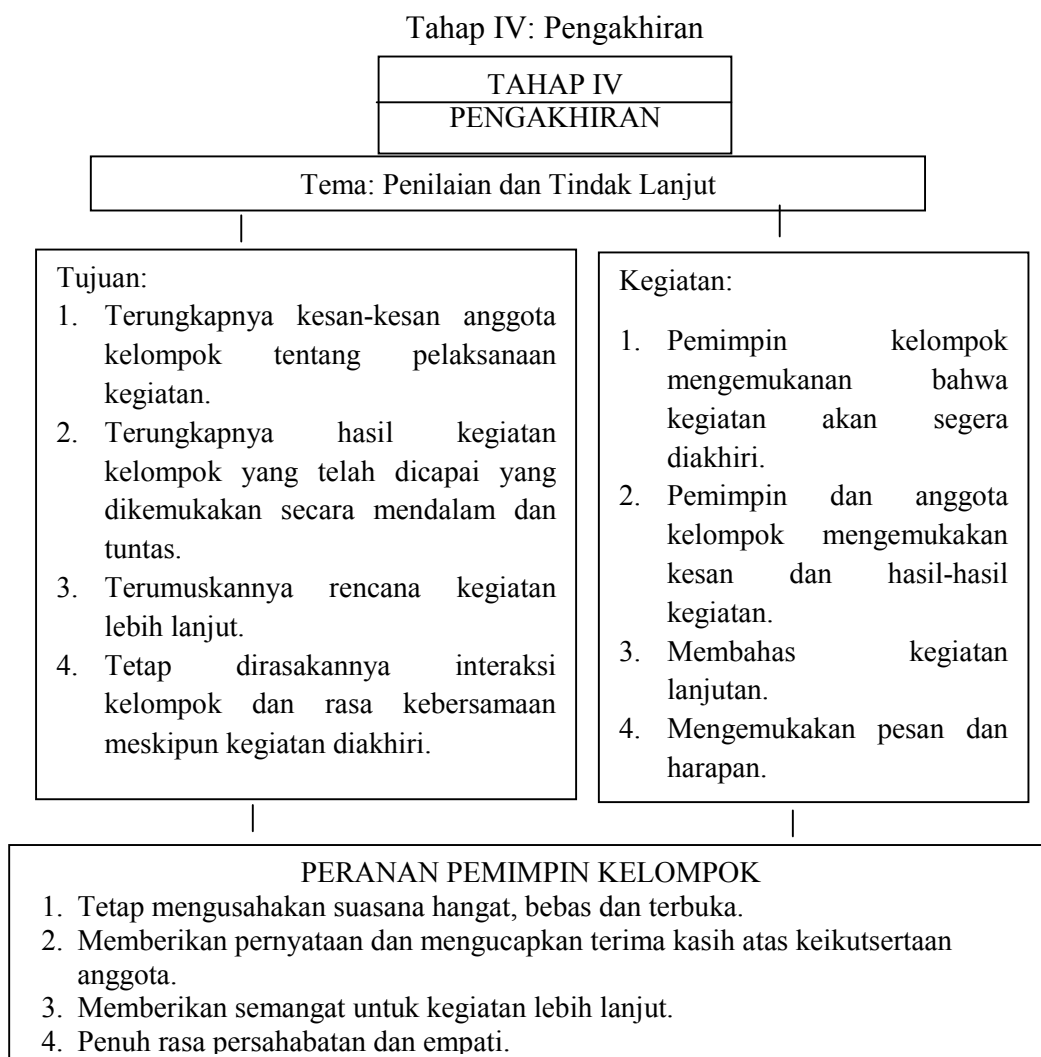 Tahap IV: Pengakhiran
TAHAP IV
PENGAKHIRAN
Tema: Penilaian dan Tindak Lanjut
Tujuan:
1. Terungkapnya kesan-kesan anggota
kelompok tentang pelaksanaan
kegiatan.
2. Terungkapnya hasil kegiatan
kelompok yang telah dicapai yang
dikemukakan secara mendalam dan
tuntas.
3. Terumuskannya rencana kegiatan
lebih lanjut.
4. Tetap dirasakannya interaksi
kelompok dan rasa kebersamaan
meskipun kegiatan diakhiri.
Kegiatan:
1. Pemimpin kelompok
mengemukanan bahwa
kegiatan akan segera
diakhiri.
2. Pemimpin dan anggota
kelompok mengemukakan
kesan dan hasil-hasil
kegiatan.
3. Membahas kegiatan
lanjutan.
4. Mengemukakan pesan dan
harapan.
PERANAN PEMIMPIN KELOMPOK
1. Tetap mengusahakan suasana hangat, bebas dan terbuka.
2. Memberikan pernyataan dan mengucapkan terima kasih atas keikutsertaan
anggota.
3. Memberikan semangat untuk kegiatan lebih lanjut.
4. Penuh rasa persahabatan dan empati.